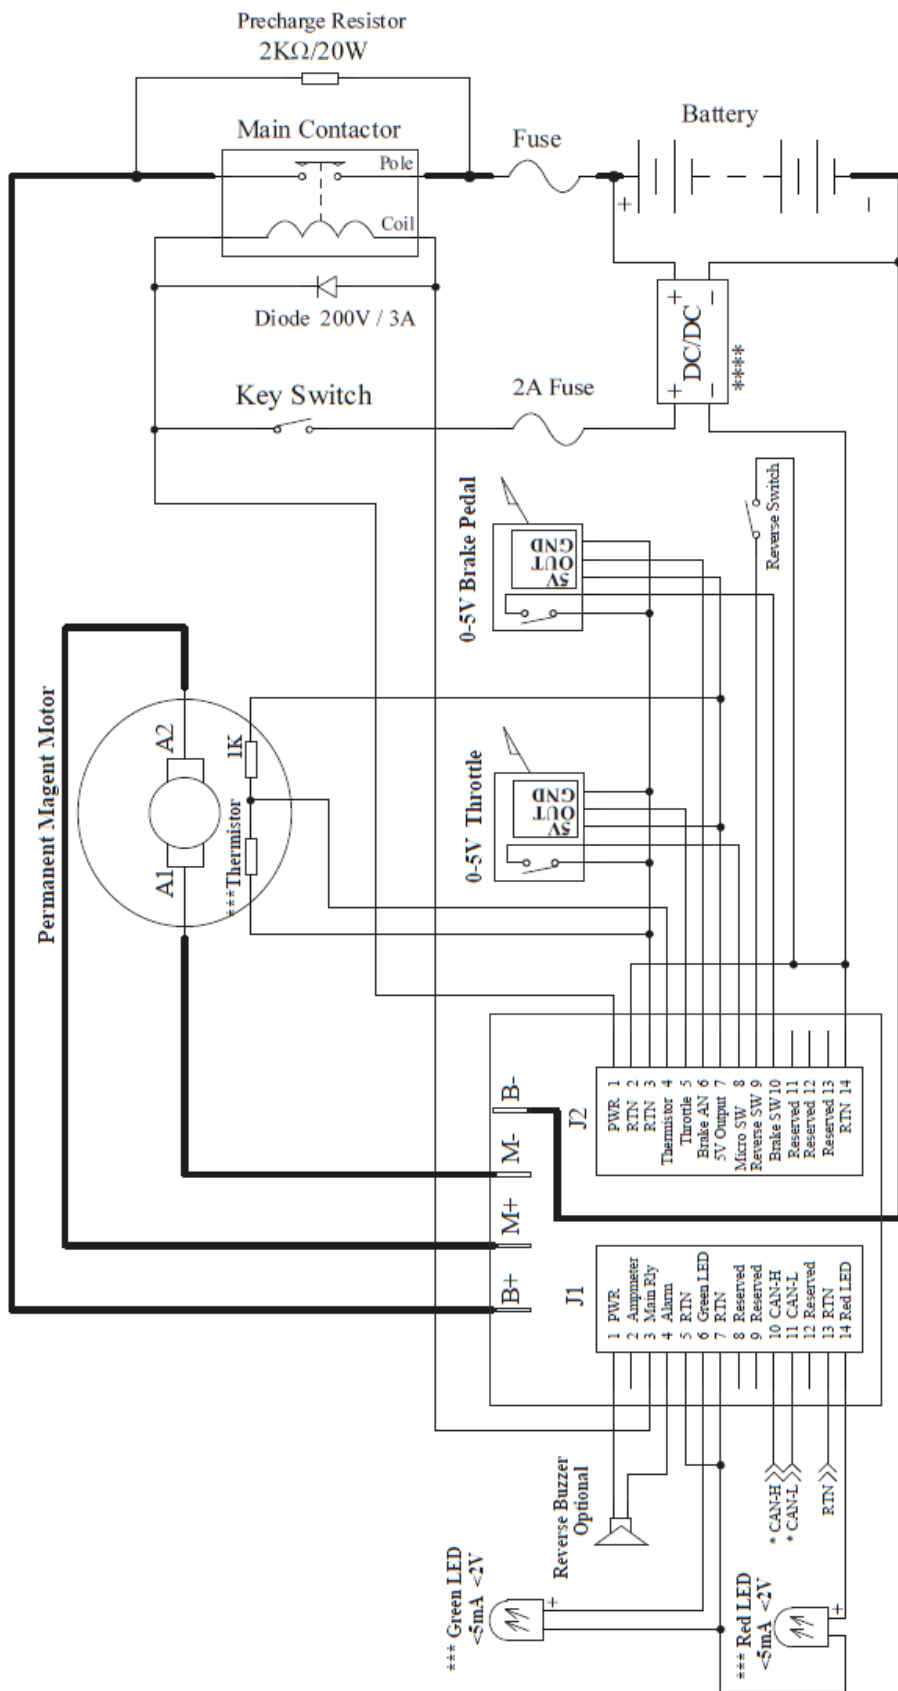 Precharge Resistor
2KΩ/20W
Main Contactor
Pole
Coil
Fuse
Battery
+
−
Diode 200V / 3A
+
−
DC/DC
+
−
****
Key Switch
2A Fuse
0-5V Brake Pedal
GND
OUT
5V
Reverse Switch
Permanent Magent Motor
A2
A1
1K
***Thermistor
0-5V Throttle
GND
OUT
5V
B-
M-
M+
B+
J2
PWR 1
RTN 2
RTN 3
Thermistor 4
Throttle 5
Brake AN 6
5V Output 7
Micro SW 8
Reverse SW 9
Brake SW 10
Reserved 11
Reserved 12
Reserved 13
RTN 14
J1
1 PWR
2 Ampmeter
3 Main Rly
4 Alarm
5 RTN
6 Green LED
7 RTN
8 Reserved
9 Reserved
10 CAN-H
11 CAN-L
12 Reserved
13 RTN
14 Red LED
Reverse Buzzer
Optional
* CAN-H
* CAN-L
RTN
*** Green LED
<5mA <2V
+
*** Red LED
<5mA <2V
+